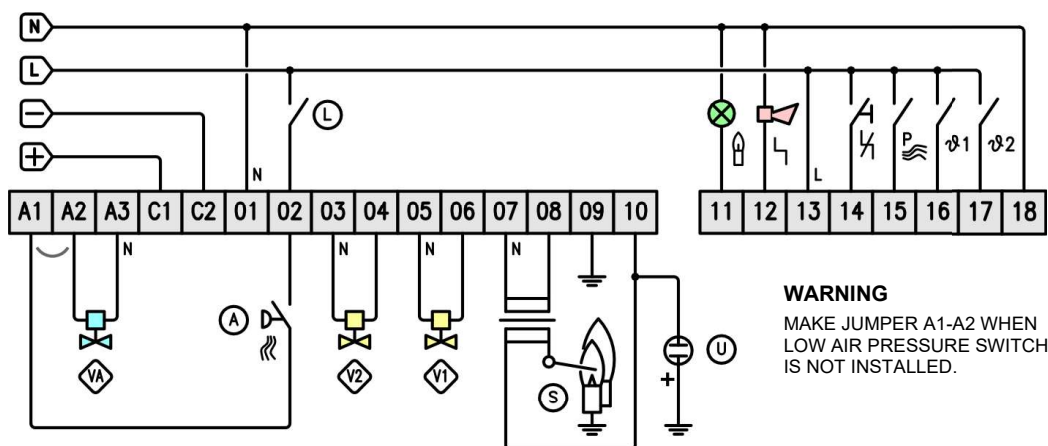 N
L
−
+
L
N
L
P
ϑ1
ϑ2
A1 A2 A3 C1 C2 01 02 03 04 05 06 07 08 09 10
11 12 13 14 15 16 17 18
N
N
N
N
A
VA
V2
V1
S
U
+
WARNING
MAKE JUMPER A1-A2 WHEN
LOW AIR PRESSURE SWITCH
IS NOT INSTALLED.